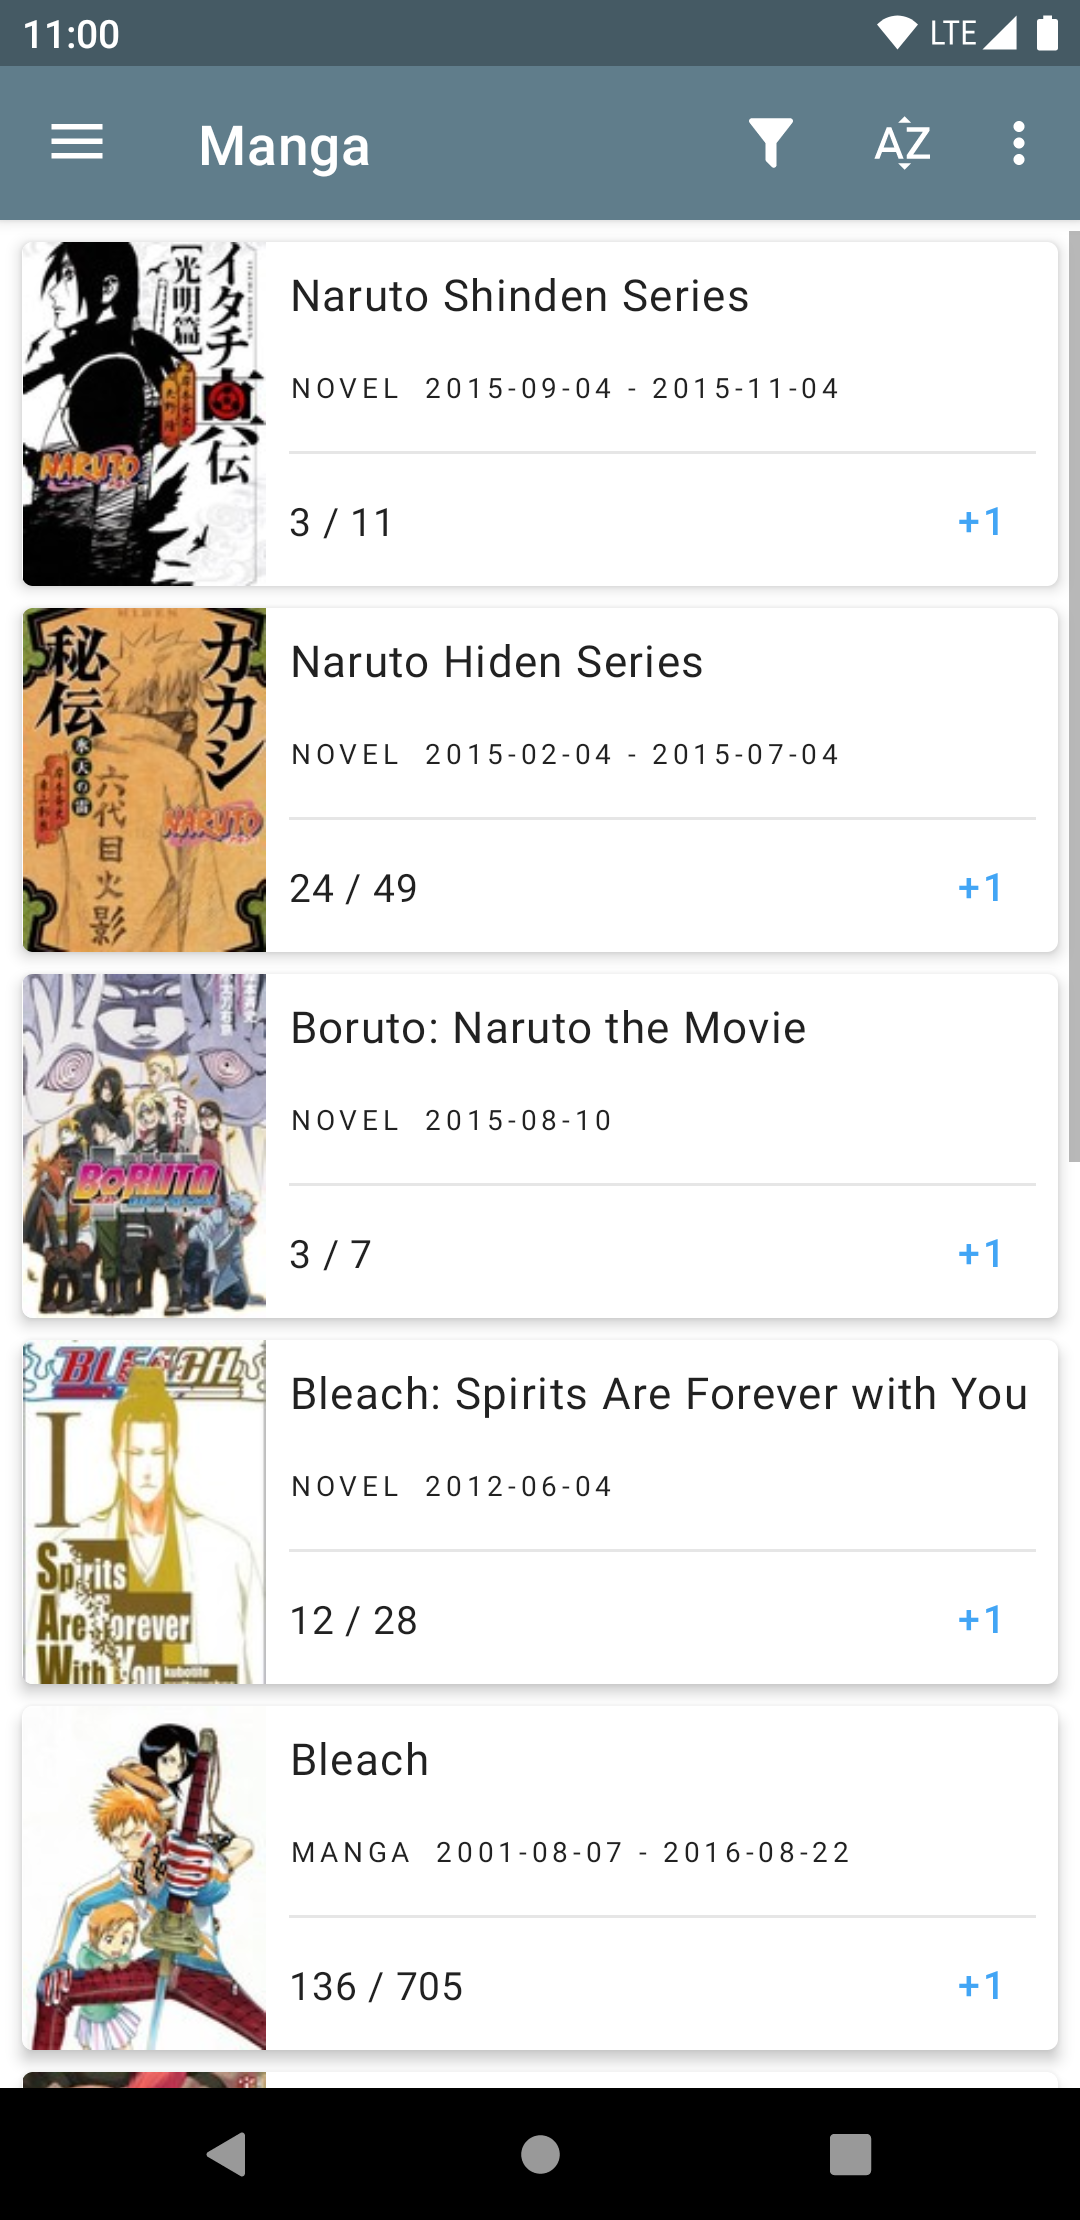 11:00
LTE
Manga
AZ
イタチ真伝
【光明篇】
NARUTO
Naruto Shinden Series
NOVEL 2015-09-04 - 2015-11-04
3 / 11
+1
カカシ
秘伝
氷天の雷
六代目火影
NARUTO
Naruto Hiden Series
NOVEL 2015-02-04 - 2015-07-04
24 / 49
+1
BORUTO
Boruto: Naruto the Movie
NOVEL 2015-08-10
3 / 7
+1
BLEACH
I
Spirits
Are Forever
With You
Bleach: Spirits Are Forever with You
NOVEL 2012-06-04
12 / 28
+1
Bleach
MANGA 2001-08-07 - 2016-08-22
136 / 705
+1